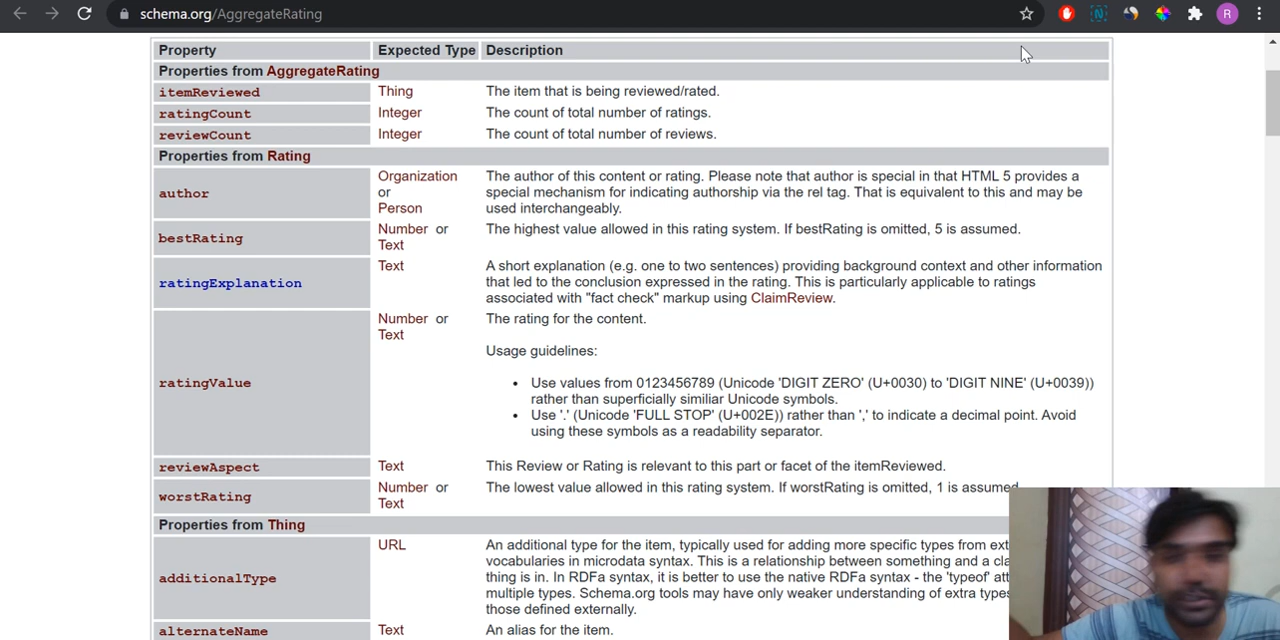 schema.org/AggregateRating
R
Property Expected Type Description
Properties from AggregateRating
itemReviewed Thing The item that is being reviewed/rated.
ratingCount Integer The count of total number of ratings.
reviewCount Integer The count of total number of reviews.
Properties from Rating
author Organization or Person The author of this content or rating. Please note that author is special in that HTML 5 provides a
special mechanism for indicating authorship via the rel tag. That is equivalent to this and may be
used interchangeably.
bestRating Number or Text The highest value allowed in this rating system. If bestRating is omitted, 5 is assumed.
ratingExplanation Text A short explanation (e.g. one to two sentences) providing background context and other information
that led to the conclusion expressed in the rating. This is particularly applicable to ratings
associated with "fact check" markup using ClaimReview.
ratingValue Number or Text The rating for the content.
Usage guidelines:
• Use values from 0123456789 (Unicode 'DIGIT ZERO' (U+0030) to 'DIGIT NINE' (U+0039))
rather than superficially similiar Unicode symbols.
• Use '.' (Unicode 'FULL STOP' (U+002E)) rather than ',' to indicate a decimal point. Avoid
using these symbols as a readability separator.
reviewAspect Text This Review or Rating is relevant to this part or facet of the itemReviewed.
worstRating Number or Text The lowest value allowed in this rating system. If worstRating is omitted, 1 is assumed
Properties from Thing
additionalType URL An additional type for the item, typically used for adding more specific types from ext
vocabularies in microdata syntax. This is a relationship between something and a cla
thing is in. In RDFa syntax, it is better to use the native RDFa syntax - the 'typeof' att
multiple types. Schema.org tools may have only weaker understanding of extra types
those defined externally.
alternateName Text An alias for the item.